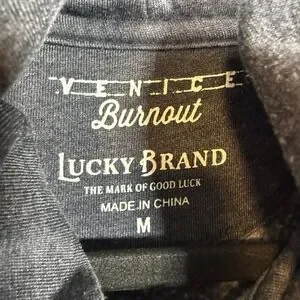 VENICE
Burnout
LUCKY BRAND
THE MARK OF GOOD LUCK
MADE.IN CHINA
M